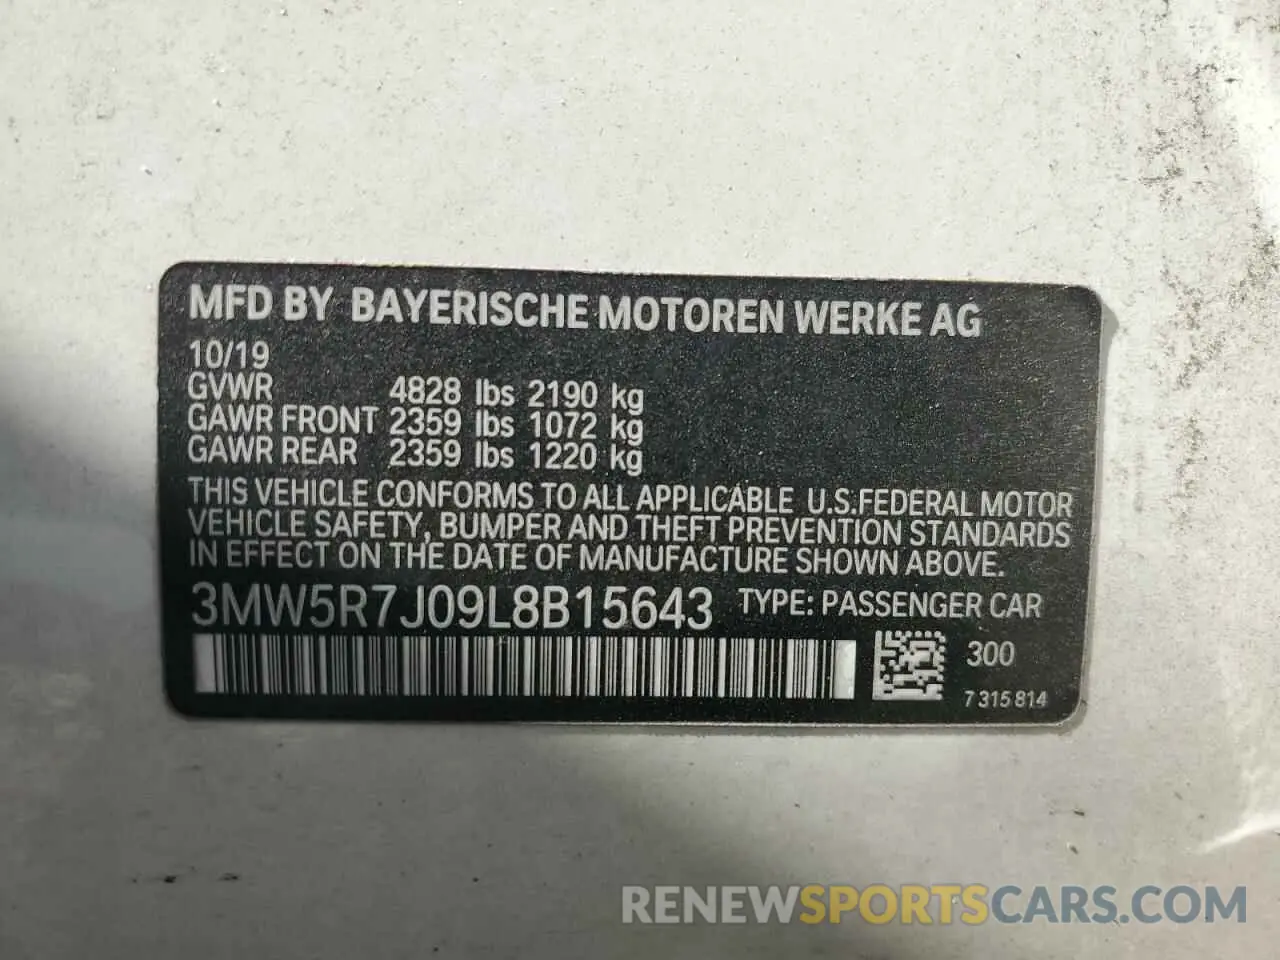 MFD BY BAYERISCHE MOTOREN WERKE AG
10/19
GVWR 4828 lbs 2190 kg
GAWR FRONT 2359 lbs 1072 kg
GAWR REAR 2359 lbs 1220 kg
THIS VEHICLE CONFORMS TO ALL APPLICABLE U.S.FEDERAL MOTOR
VEHICLE SAFETY, BUMPER AND THEFT PREVENTION STANDARDS
IN EFFECT ON THE DATE OF MANUFACTURE SHOWN ABOVE.
3MW5R7J09L8B15643 TYPE: PASSENGER CAR
300
7 315 814
RENEWSPORTSCARS.COM